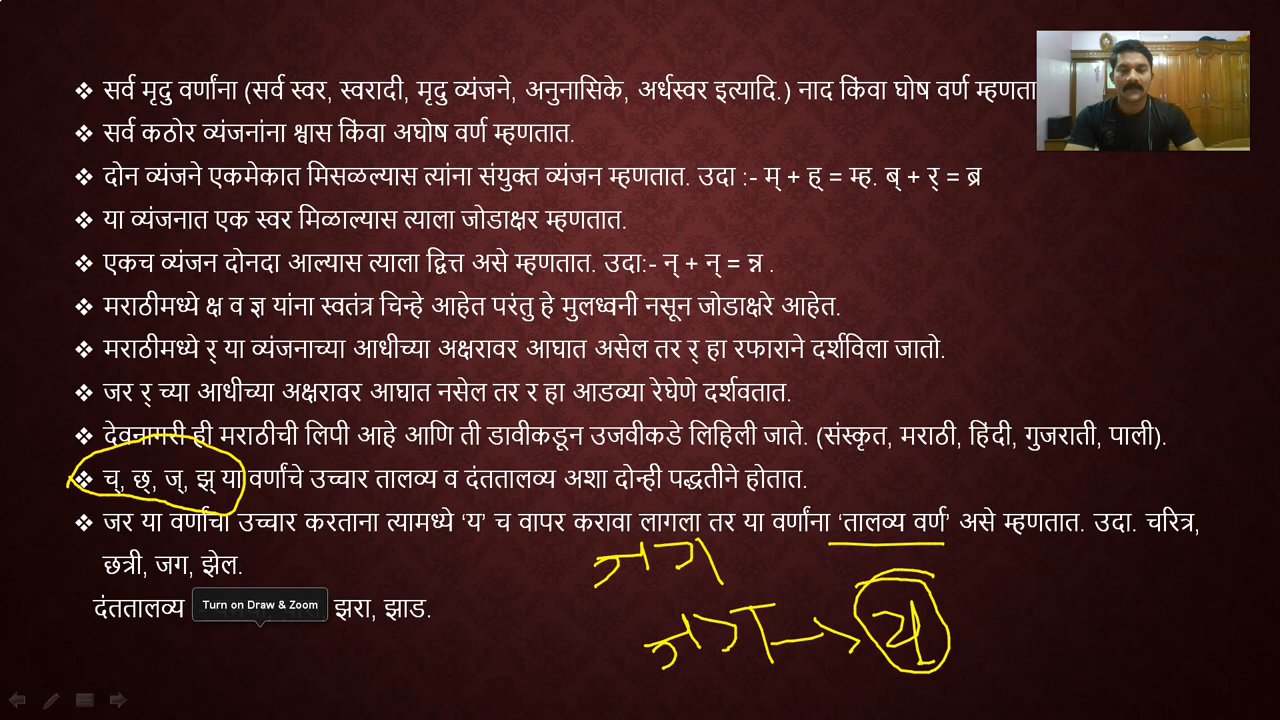 ❖ सर्व मृदु वर्णांना (सर्व स्वर, स्वरादी, मृदु व्यंजने, अनुनासिके, अर्धस्वर इत्यादि.) नाद किंवा घोष वर्ण म्हणता
❖ सर्व कठोर व्यंजनांना श्वास किंवा अघोष वर्ण म्हणतात.
❖ दोन व्यंजने एकमेकात मिसळल्यास त्यांना संयुक्त व्यंजन म्हणतात. उदा :- म् + ह् = म्ह. ब् + र् = ब्र
❖ या व्यंजनात एक स्वर मिळाल्यास त्याला जोडाक्षर म्हणतात.
❖ एकच व्यंजन दोनदा आल्यास त्याला द्वित्त असे म्हणतात. उदा:- न् + न् = न्न .
❖ मराठीमध्ये क्ष व ज्ञ यांना स्वतंत्र चिन्हे आहेत परंतु हे मुलध्वनी नसून जोडाक्षरे आहेत.
❖ मराठीमध्ये र् या व्यंजनाच्या आधीच्या अक्षरावर आघात असेल तर र् हा रफाराने दर्शविला जातो.
❖ जर र् च्या आधीच्या अक्षरावर आघात नसेल तर र हा आडव्या रेघेणे दर्शवतात.
❖ देवनागरी ही मराठीची लिपी आहे आणि ती डावीकडून उजवीकडे लिहिली जाते. (संस्कृत, मराठी, हिंदी, गुजराती, पाली).
❖ च्, छ्, ज्, झ् या वर्णांचे उच्चार तालव्य व दंततालव्य अशा दोन्ही पद्धतीने होतात.
❖ जर या वर्णांचा उच्चार करताना त्यामध्ये ‘य’ च वापर करावा लागला तर या वर्णांना ‘तालव्य वर्ण’ असे म्हणतात. उदा. चरित्र,
छत्री, जग, झेल.
जग
दंततालव्य झरा, झाड.
Turn on Draw & Zoom
जग → य